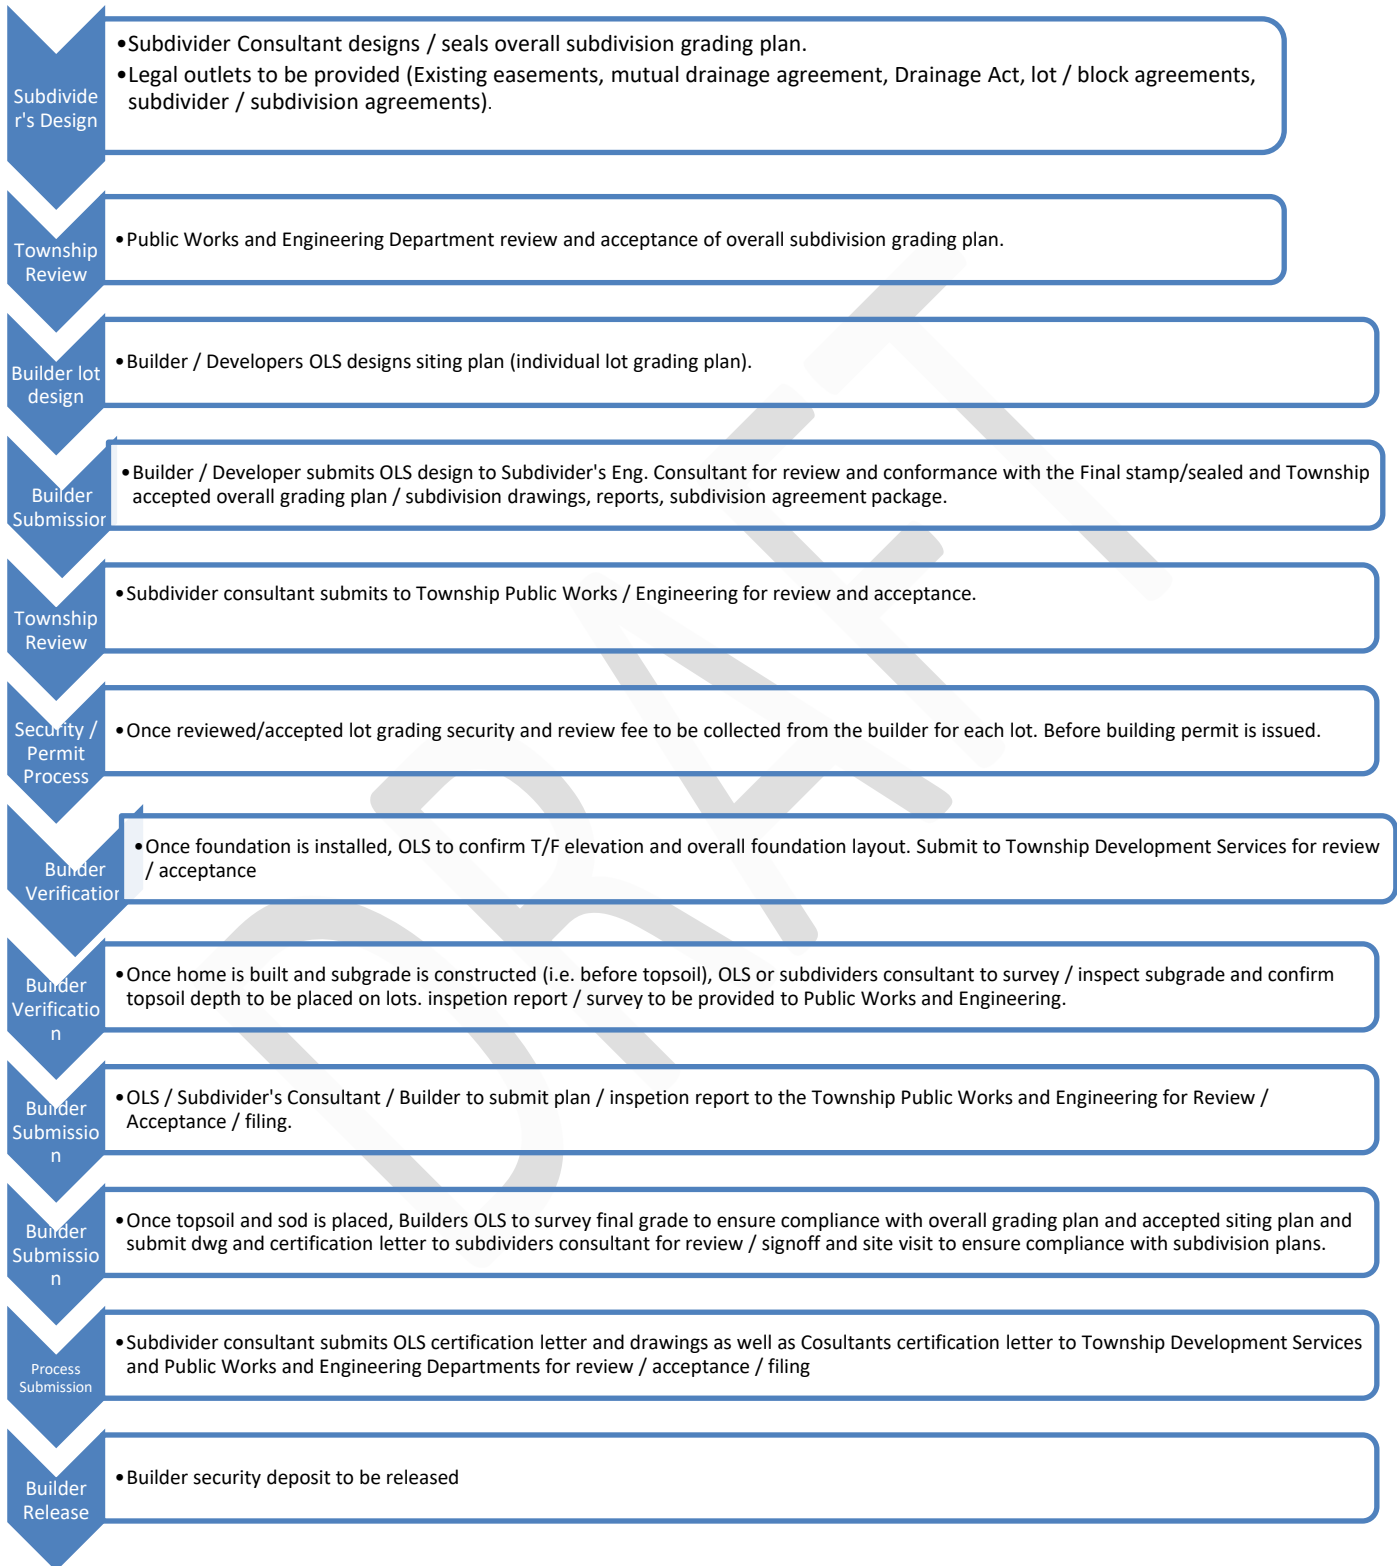 Subdivide
r's Design
•Subdivider Consultant designs / seals overall subdivision grading plan.
•Legal outlets to be provided (Existing easements, mutual drainage agreement, Drainage Act, lot / block agreements,
subdivider / subdivision agreements).
Township
Review
•Public Works and Engineering Department review and acceptance of overall subdivision grading plan.
Builder lot
design
•Builder / Developers OLS designs siting plan (individual lot grading plan).
Builder
Submission
•Builder / Developer submits OLS design to Subdivider's Eng. Consultant for review and conformance with the Final stamp/sealed and Township
accepted overall grading plan / subdivision drawings, reports, subdivision agreement package.
Township
Review
•Subdivider consultant submits to Township Public Works / Engineering for review and acceptance.
Security /
Permit
Process
•Once reviewed/accepted lot grading security and review fee to be collected from the builder for each lot. Before building permit is issued.
Builder
Verification
•Once foundation is installed, OLS to confirm T/F elevation and overall foundation layout. Submit to Township Development Services for review
/ acceptance
Builder
Verificatio
n
•Once home is built and subgrade is constructed (i.e. before topsoil), OLS or subdividers consultant to survey / inspect subgrade and confirm
topsoil depth to be placed on lots. inspetion report / survey to be provided to Public Works and Engineering.
Builder
Submissio
n
•OLS / Subdivider's Consultant / Builder to submit plan / inspetion report to the Township Public Works and Engineering for Review /
Acceptance / filing.
Builder
Submissio
n
•Once topsoil and sod is placed, Builders OLS to survey final grade to ensure compliance with overall grading plan and accepted siting plan and
submit dwg and certification letter to subdividers consultant for review / signoff and site visit to ensure compliance with subdivision plans.
Process
Submission
•Subdivider consultant submits OLS certification letter and drawings as well as Cosultants certification letter to Township Development Services
and Public Works and Engineering Departments for review / acceptance / filing
Builder
Release
•Builder security deposit to be released
DRAFT